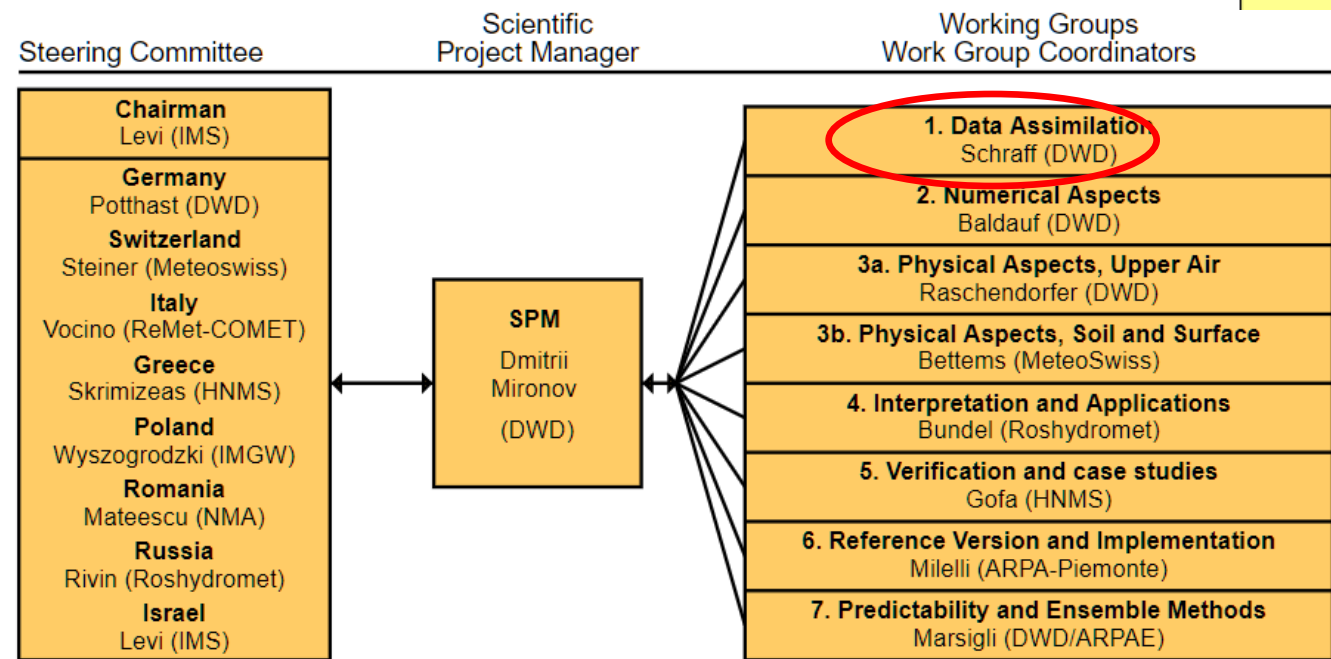 Steering Committee
Scientific
Project Manager
Working Groups
Work Group Coordinators
Chairman
Levi (IMS)
Germany
Potthast (DWD)
Switzerland
Steiner (Meteoswiss)
Italy
Vocino (ReMet-COMET)
Greece
Skrimizeas (HNMS)
Poland
Wyszogrodzki (IMGW)
Romania
Mateescu (NMA)
Russia
Rivin (Roshydromet)
Israel
Levi (IMS)
SPM
Dmitrii
Mironov
(DWD)
1. Data Assimilation
Schraff (DWD)
2. Numerical Aspects
Baldauf (DWD)
3a. Physical Aspects, Upper Air
Raschendorfer (DWD)
3b. Physical Aspects, Soil and Surface
Bettems (MeteoSwiss)
4. Interpretation and Applications
Bundel (Roshydromet)
5. Verification and case studies
Gofa (HNMS)
6. Reference Version and Implementation
Milelli (ARPA-Piemonte)
7. Predictability and Ensemble Methods
Marsigli (DWD/ARPAE)